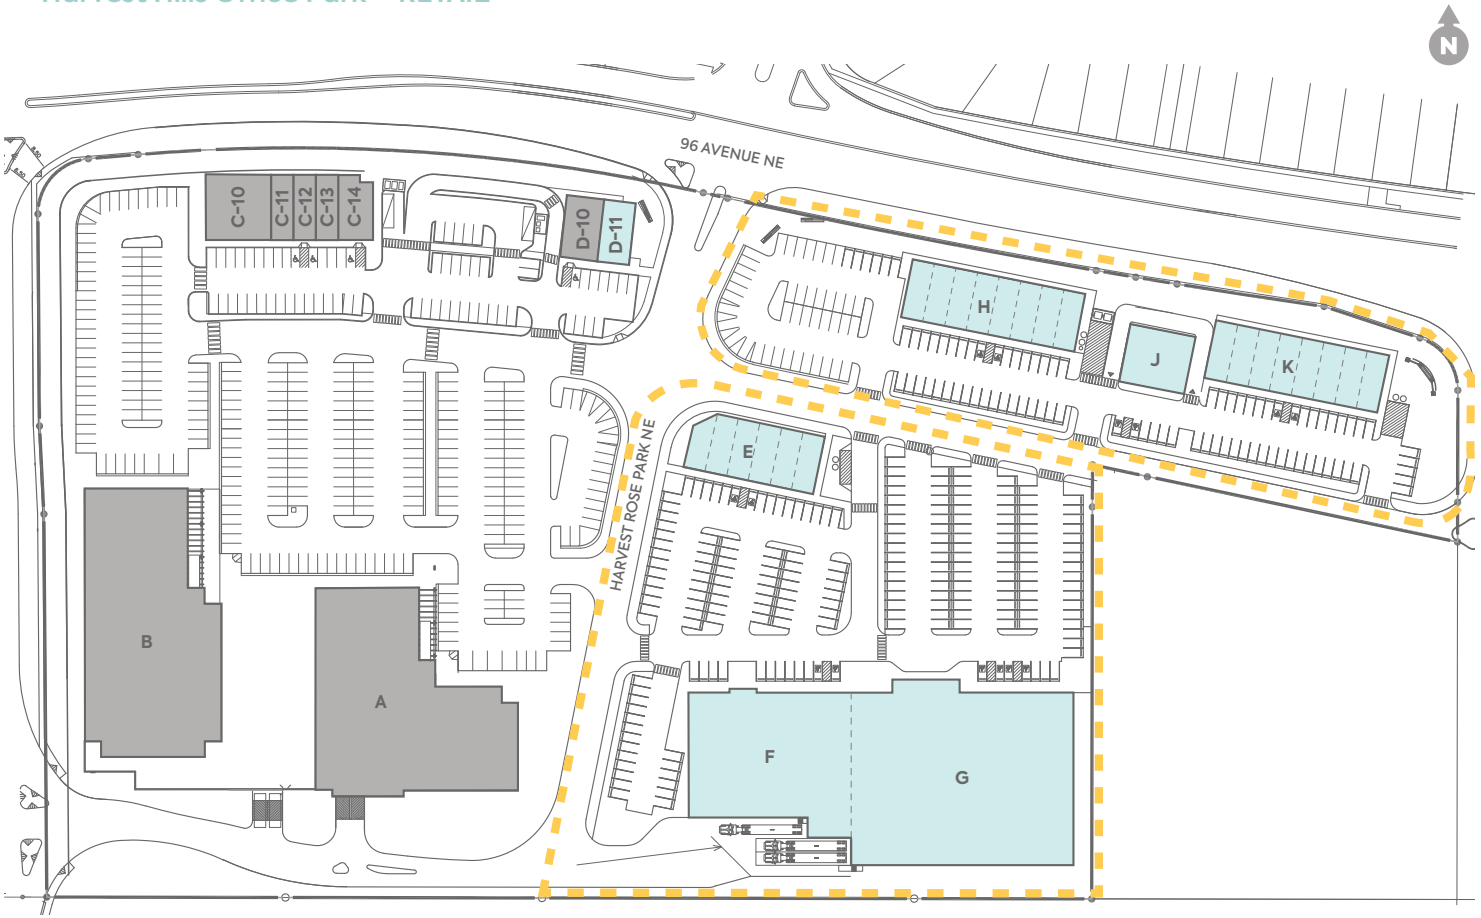 N
96 AVENUE NE
C-10
C-11
C-12
C-13
C-14
D-10
D-11
H
J
K
E
HARVEST ROSE PARK NE
B
A
F
G